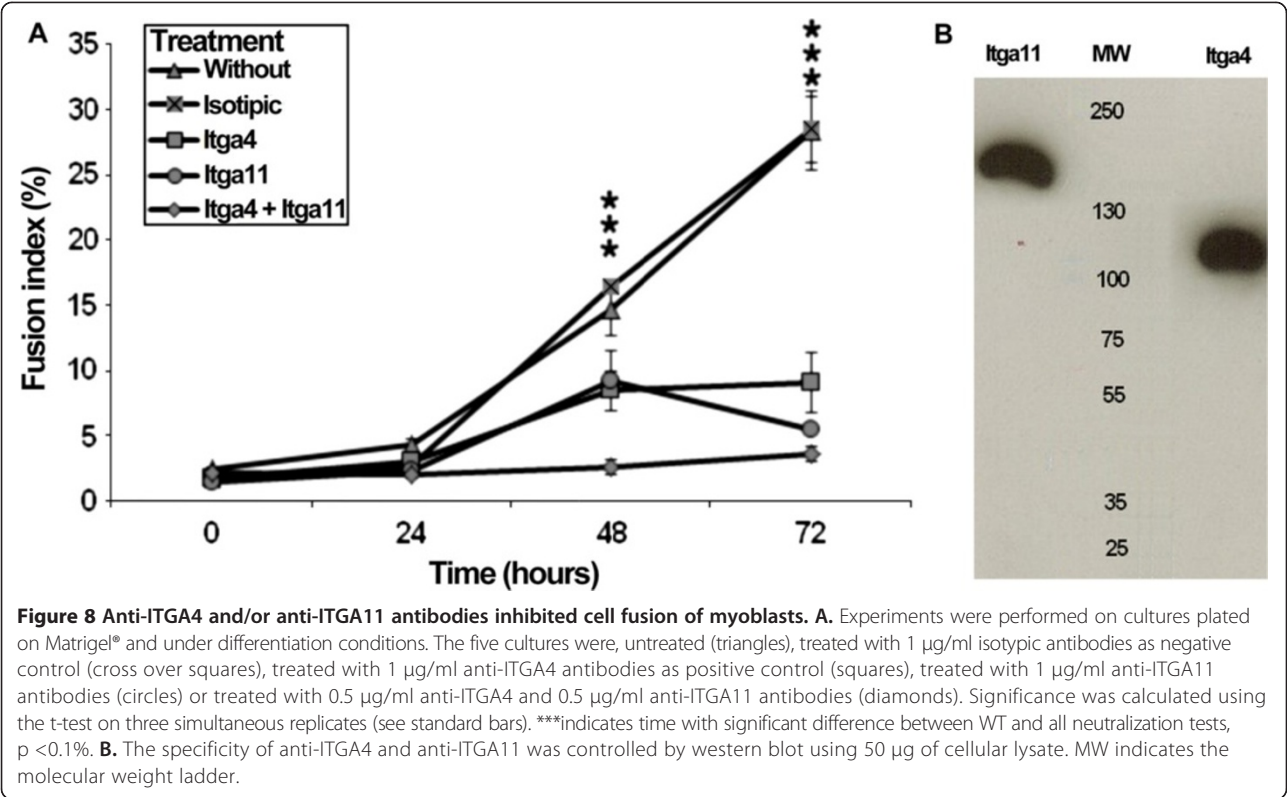 A
35
30
25
20
15
10
5
0
Fusion index (%)
Treatment
Without
Isotipic
Itga4
Itga11
Itga4 + Itga11
***
***
0 24 48 72
Time (hours)
B
Itga11 MW Itga4
250
130
100
75
55
35
25
Figure 8 Anti-ITGA4 and/or anti-ITGA11 antibodies inhibited cell fusion of myoblasts. A. Experiments were performed on cultures plated
on Matrigel® and under differentiation conditions. The five cultures were, untreated (triangles), treated with 1 μg/ml isotypic antibodies as negative
control (cross over squares), treated with 1 μg/ml anti-ITGA4 antibodies as positive control (squares), treated with 1 μg/ml anti-ITGA11
antibodies (circles) or treated with 0.5 μg/ml anti-ITGA4 and 0.5 μg/ml anti-ITGA11 antibodies (diamonds). Significance was calculated using
the t-test on three simultaneous replicates (see standard bars). ***indicates time with significant difference between WT and all neutralization tests,
p <0.1%. B. The specificity of anti-ITGA4 and anti-ITGA11 was controlled by western blot using 50 μg of cellular lysate. MW indicates the
molecular weight ladder.